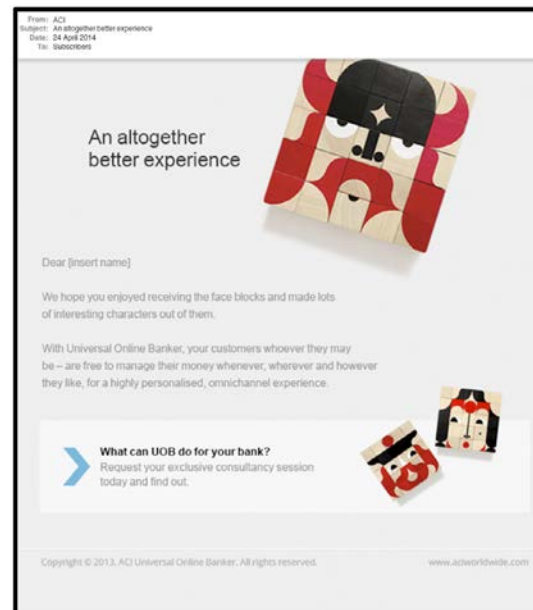 From: ACI
Subject: An altogether better experience
Date: 24 April 2014
To: Subscribers
An altogether
better experience
Dear [insert name]
We hope you enjoyed receiving the face blocks and made lots
of interesting characters out of them.
With Universal Online Banker, your customers whoever they may
be – are free to manage their money whenever, wherever and however
they like, for a highly personalised, omnichannel experience.
What can UOB do for your bank?
Request your exclusive consultancy session
today and find out.
Copyright © 2013, ACI Universal Online Banker. All rights reserved.
www.aciworldwide.com